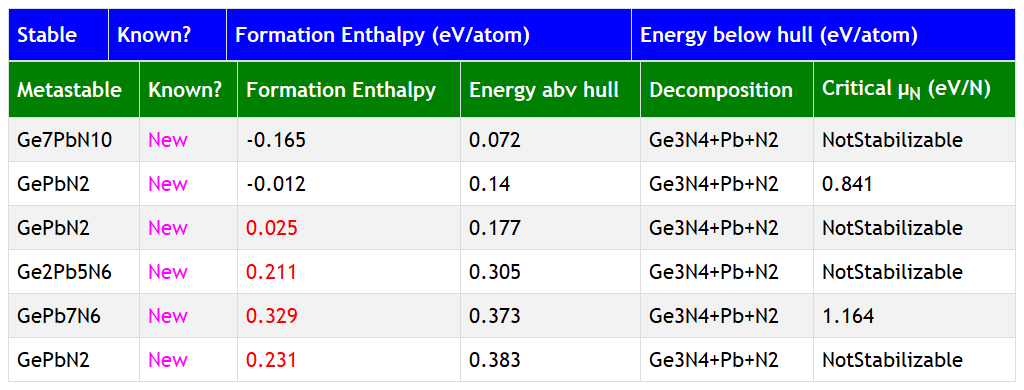 Stable Known? Formation Enthalpy (eV/atom) Energy below hull (eV/atom)
Metastable Known? Formation Enthalpy Energy abv hull Decomposition Critical μN (eV/N)
Ge7PbN10 New -0.165 0.072 Ge3N4+Pb+N2 NotStabilizable
GePbN2 New -0.012 0.14 Ge3N4+Pb+N2 0.841
GePbN2 New 0.025 0.177 Ge3N4+Pb+N2 NotStabilizable
Ge2Pb5N6 New 0.211 0.305 Ge3N4+Pb+N2 NotStabilizable
GePb7N6 New 0.329 0.373 Ge3N4+Pb+N2 1.164
GePbN2 New 0.231 0.383 Ge3N4+Pb+N2 NotStabilizable